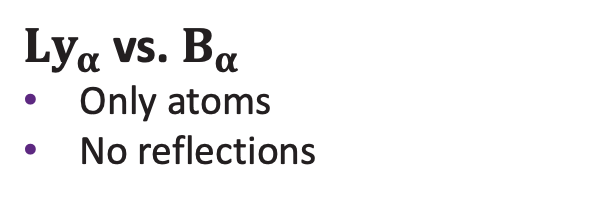 Lyα vs. Bα
• Only atoms
• No reflections